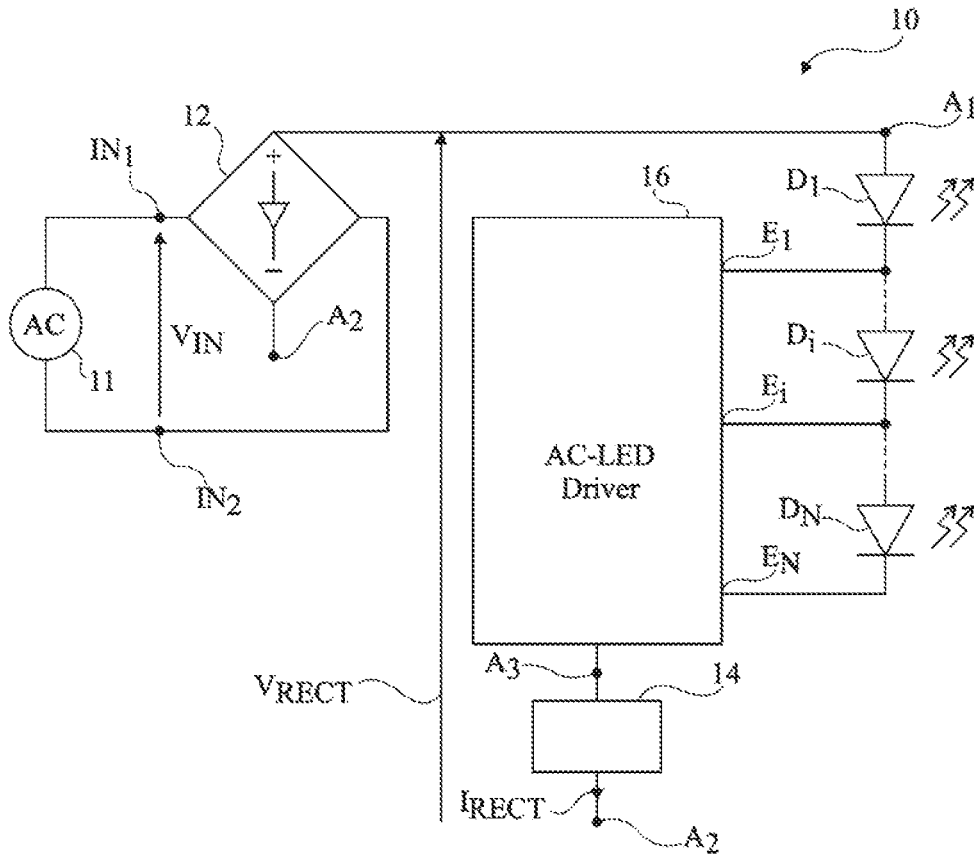 10
12
A1
IN1
+
16
D1
E1
AC
VIN
A2
11
Di
Ei
AC-LED
Driver
IN2
DN
EN
A3
14
VRECT
IRECT
A2